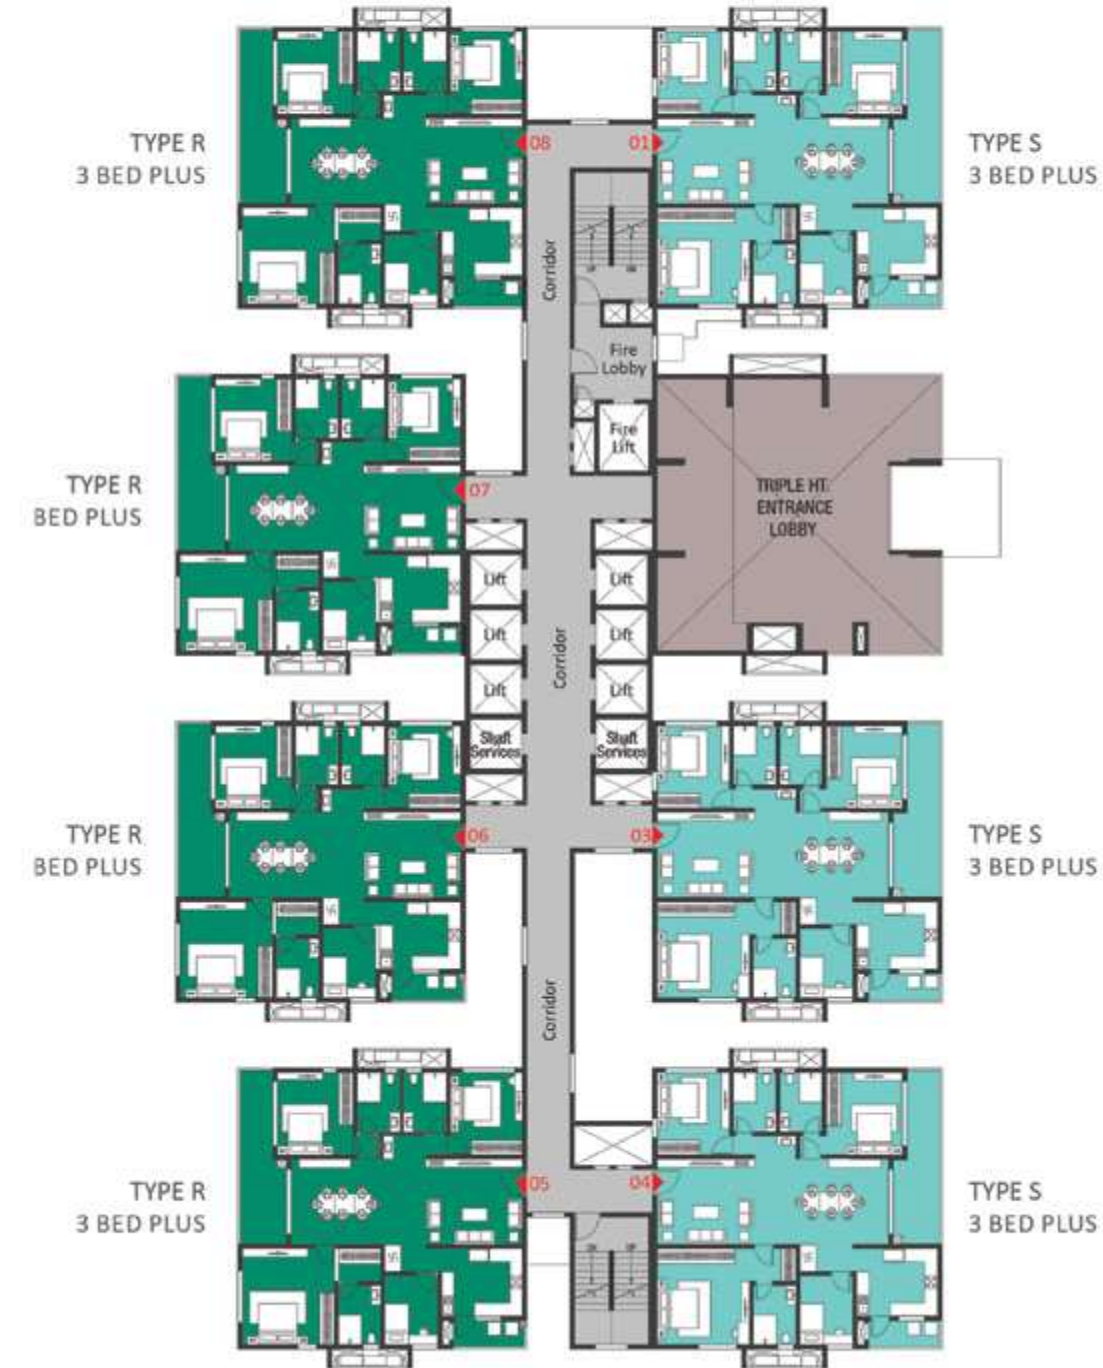 TYPE R
3 BED PLUS
08
01
TYPE S
3 BED PLUS
Corridor
Fire
Lobby
Fire
Lift
TYPE R
BED PLUS
07
TRIPLE HT.
ENTRANCE
LOBBY
Lift
Lift
Lift
Lift
Lift
Lift
Corridor
Shaft
Services
Shaft
Services
TYPE R
BED PLUS
06
03
TYPE S
3 BED PLUS
Corridor
TYPE R
3 BED PLUS
05
04
TYPE S
3 BED PLUS